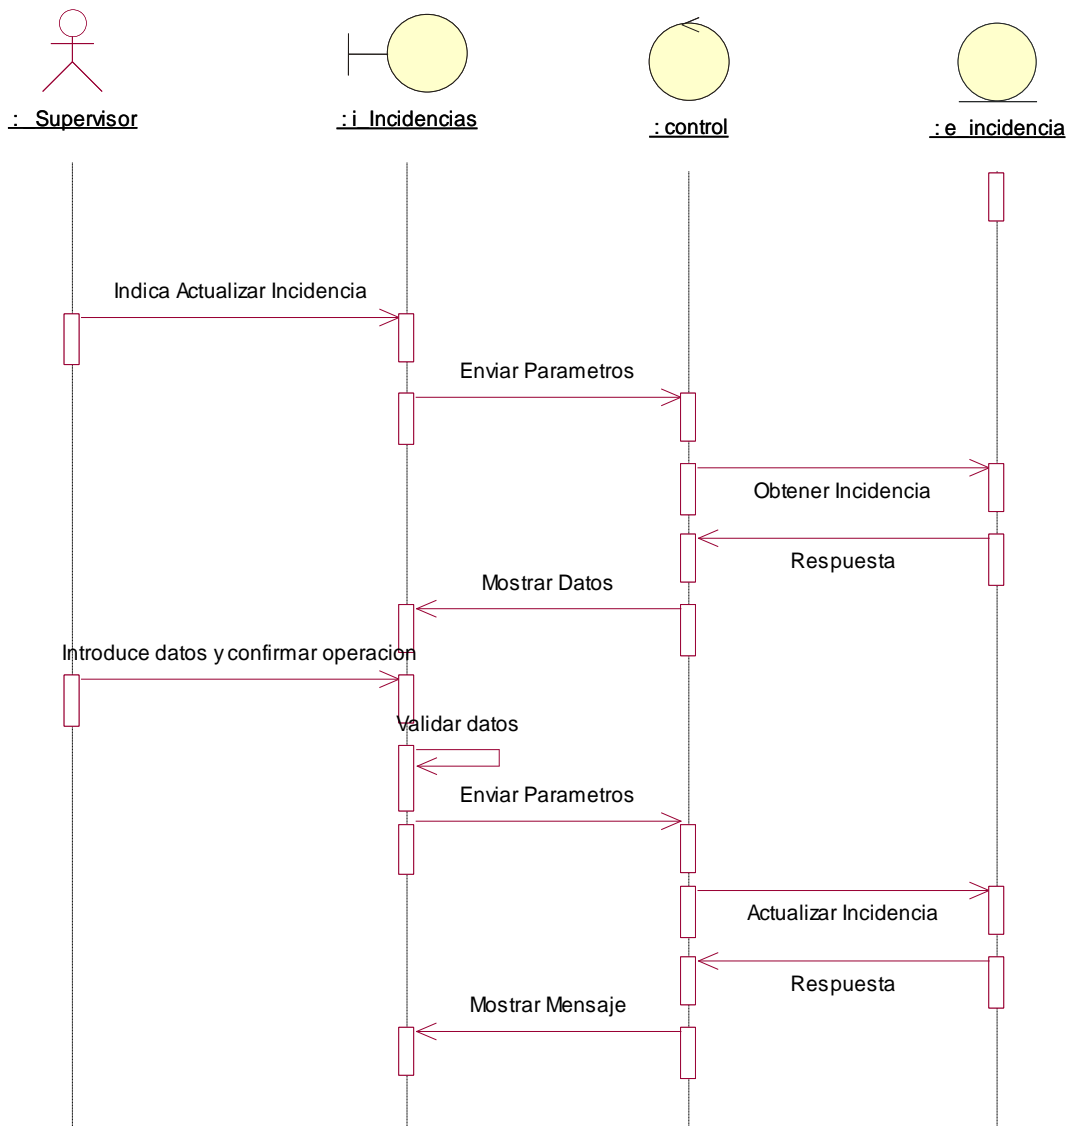 : Supervisor
: i_Incidencias
: control
: e_incidencia
Indica Actualizar Incidencia
Enviar Parametros
Obtener Incidencia
Respuesta
Mostrar Datos
Introduce datos y confirmar operacion
Validar datos
Enviar Parametros
Actualizar Incidencia
Respuesta
Mostrar Mensaje